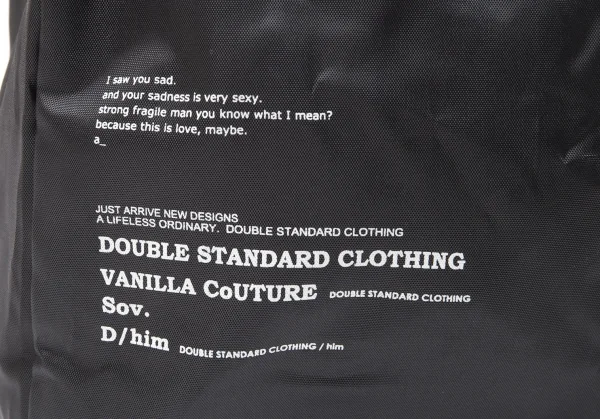 I saw you sad.
and your sadness is very sexy.
strong fragile man you know what I mean?
because this is love, maybe.
a_
JUST ARRIVE NEW DESIGNS
A LIFELESS ORDINARY. DOUBLE STANDARD CLOTHING
DOUBLE STANDARD CLOTHING
VANILLA CoUTURE DOUBLE STANDARD CLOTHING
Sov.
D/him DOUBLE STANDARD CLOTHING / him